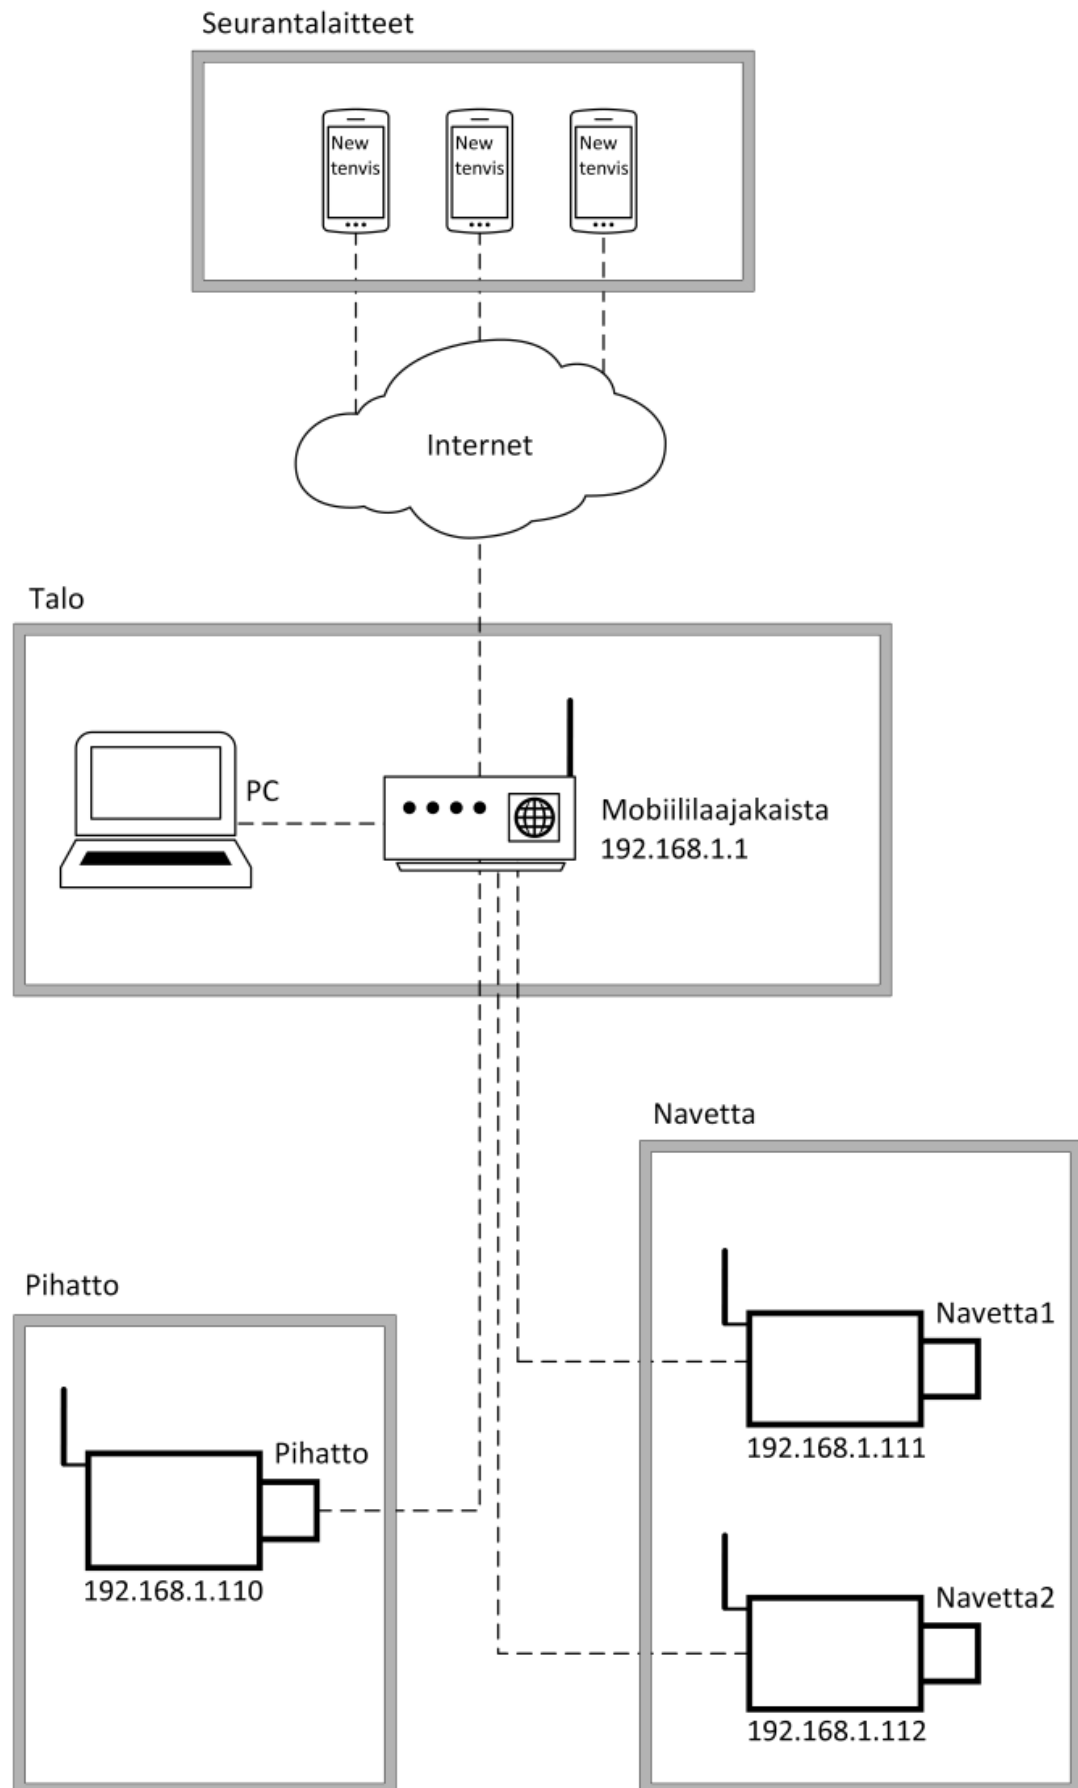 Seurantalaitteet
New
tenvis
New
tenvis
New
tenvis
Internet
Talo
PC
Mobiililaajakaista
192.168.1.1
Navetta
Pihatto
Navetta1
192.168.1.111
Pihatto
192.168.1.110
Navetta2
192.168.1.112